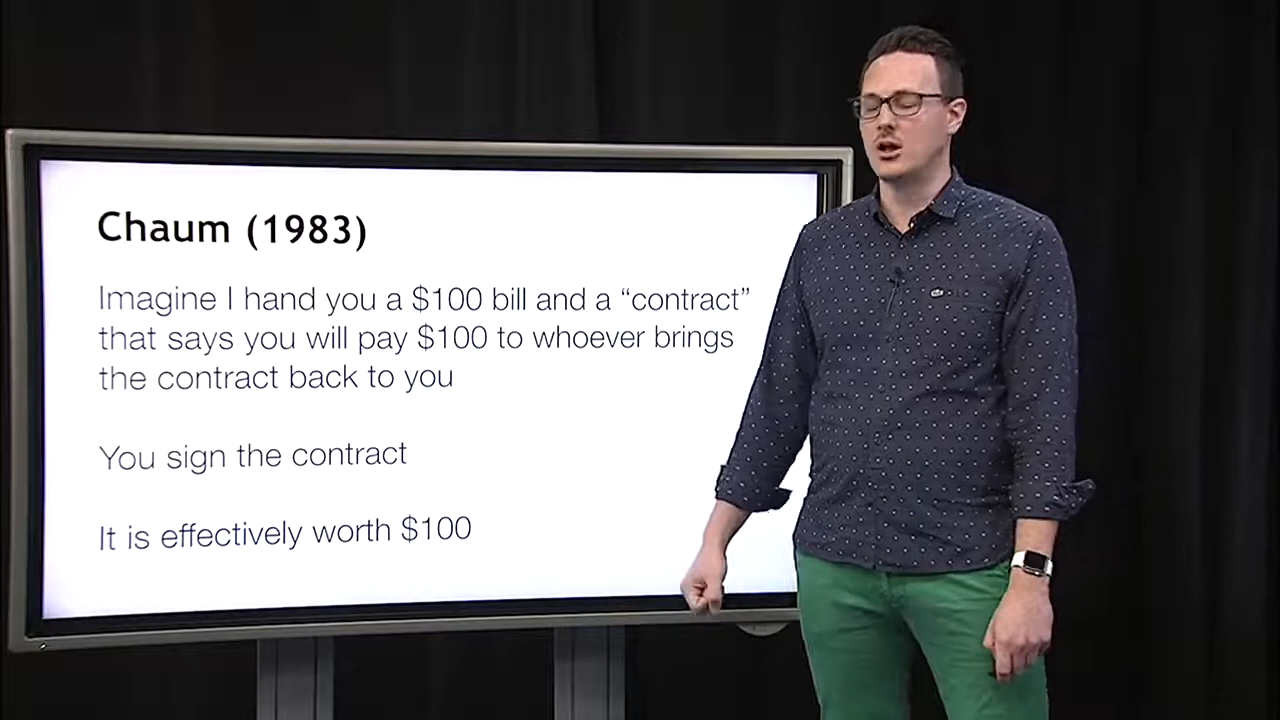 Chaum (1983)
Imagine I hand you a $100 bill and a “contract”
that says you will pay $100 to whoever brings
the contract back to you
You sign the contract
It is effectively worth $100